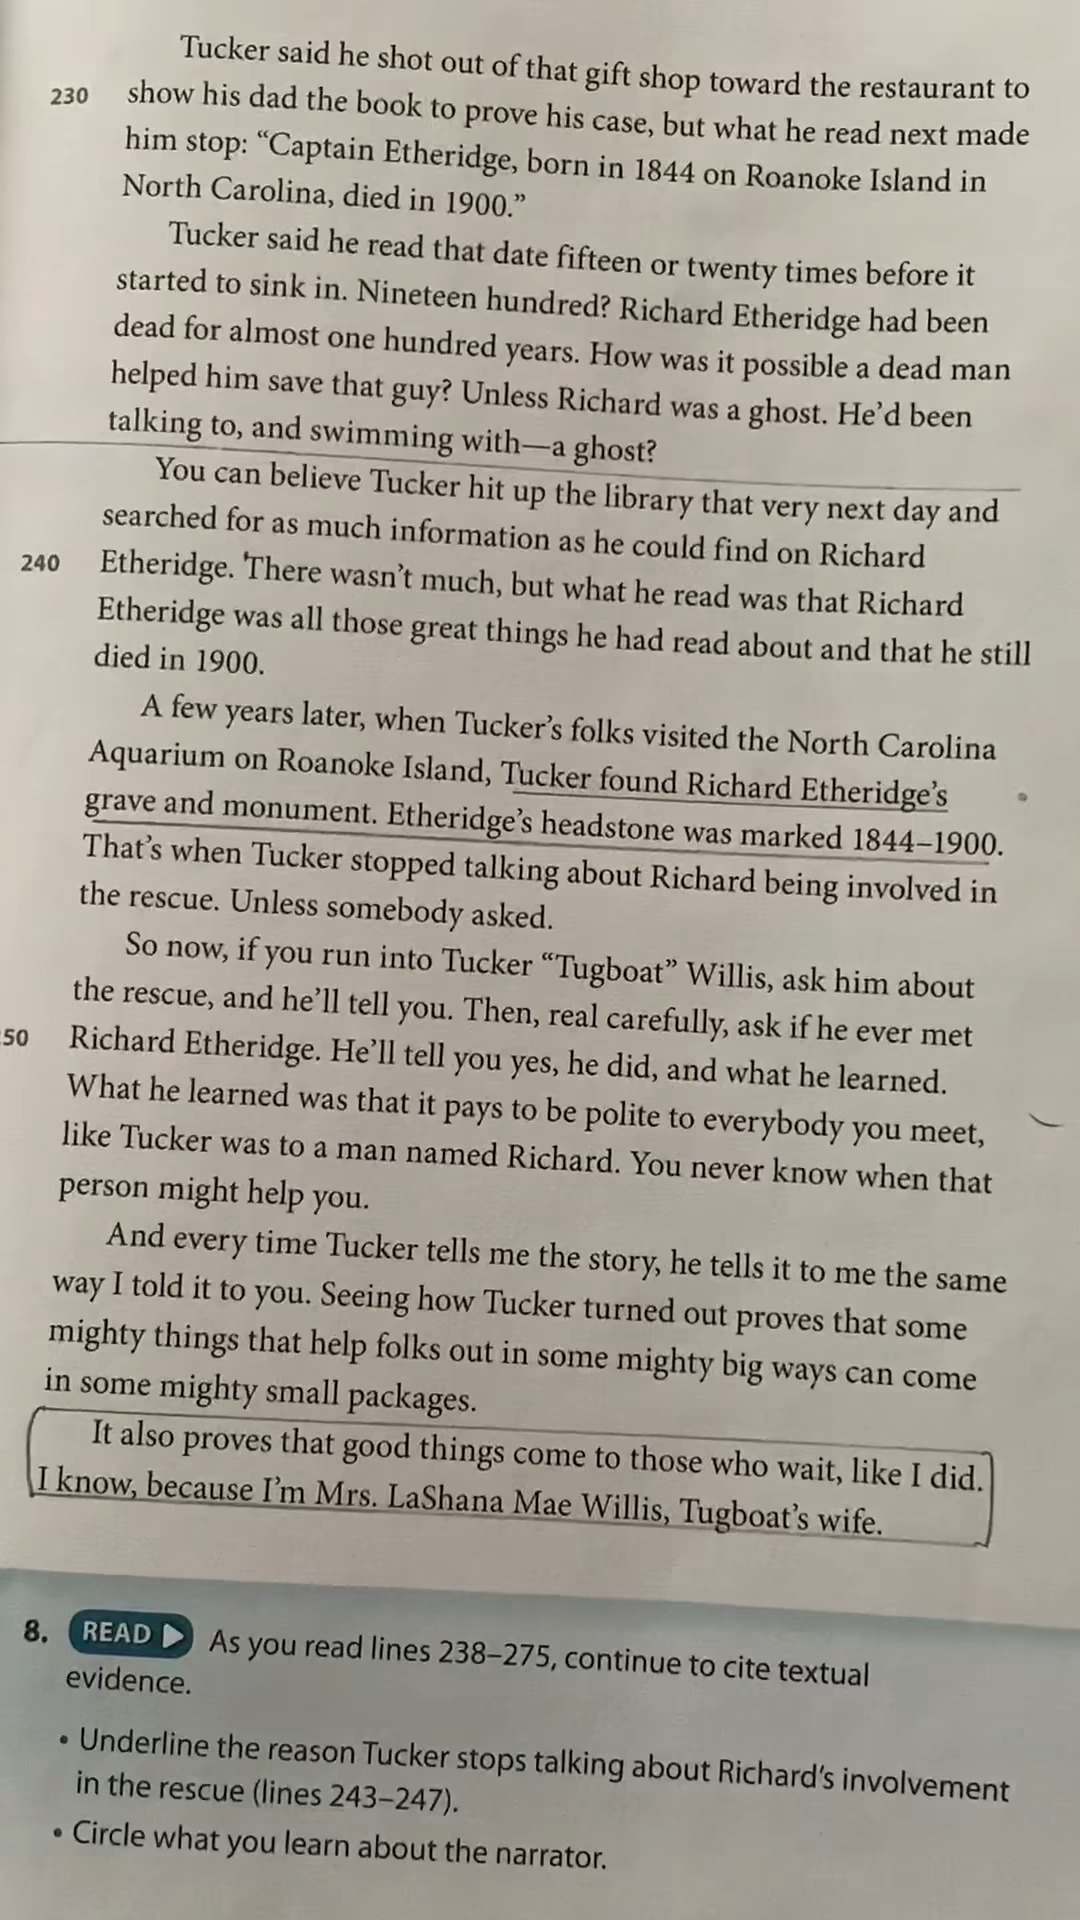 Tucker said he shot out of that gift shop toward the restaurant to
230 show his dad the book to prove his case, but what he read next made
him stop: “Captain Etheridge, born in 1844 on Roanoke Island in
North Carolina, died in 1900.”
Tucker said he read that date fifteen or twenty times before it
started to sink in. Nineteen hundred? Richard Etheridge had been
dead for almost one hundred years. How was it possible a dead man
helped him save that guy? Unless Richard was a ghost. He’d been
talking to, and swimming with—a ghost?
You can believe Tucker hit up the library that very next day and
searched for as much information as he could find on Richard
240 Etheridge. There wasn’t much, but what he read was that Richard
Etheridge was all those great things he had read about and that he still
died in 1900.
A few years later, when Tucker’s folks visited the North Carolina
Aquarium on Roanoke Island, Tucker found Richard Etheridge’s
grave and monument. Etheridge’s headstone was marked 1844–1900.
That’s when Tucker stopped talking about Richard being involved in
the rescue. Unless somebody asked.
So now, if you run into Tucker “Tugboat” Willis, ask him about
the rescue, and he’ll tell you. Then, real carefully, ask if he ever met
50 Richard Etheridge. He’ll tell you yes, he did, and what he learned.
What he learned was that it pays to be polite to everybody you meet,
like Tucker was to a man named Richard. You never know when that
person might help you.
And every time Tucker tells me the story, he tells it to me the same
way I told it to you. Seeing how Tucker turned out proves that some
mighty things that help folks out in some mighty big ways can come
in some mighty small packages.
It also proves that good things come to those who wait, like I did.
I know, because I’m Mrs. LaShana Mae Willis, Tugboat’s wife.
8. READ As you read lines 238–275, continue to cite textual
evidence.
• Underline the reason Tucker stops talking about Richard’s involvement
in the rescue (lines 243–247).
• Circle what you learn about the narrator.